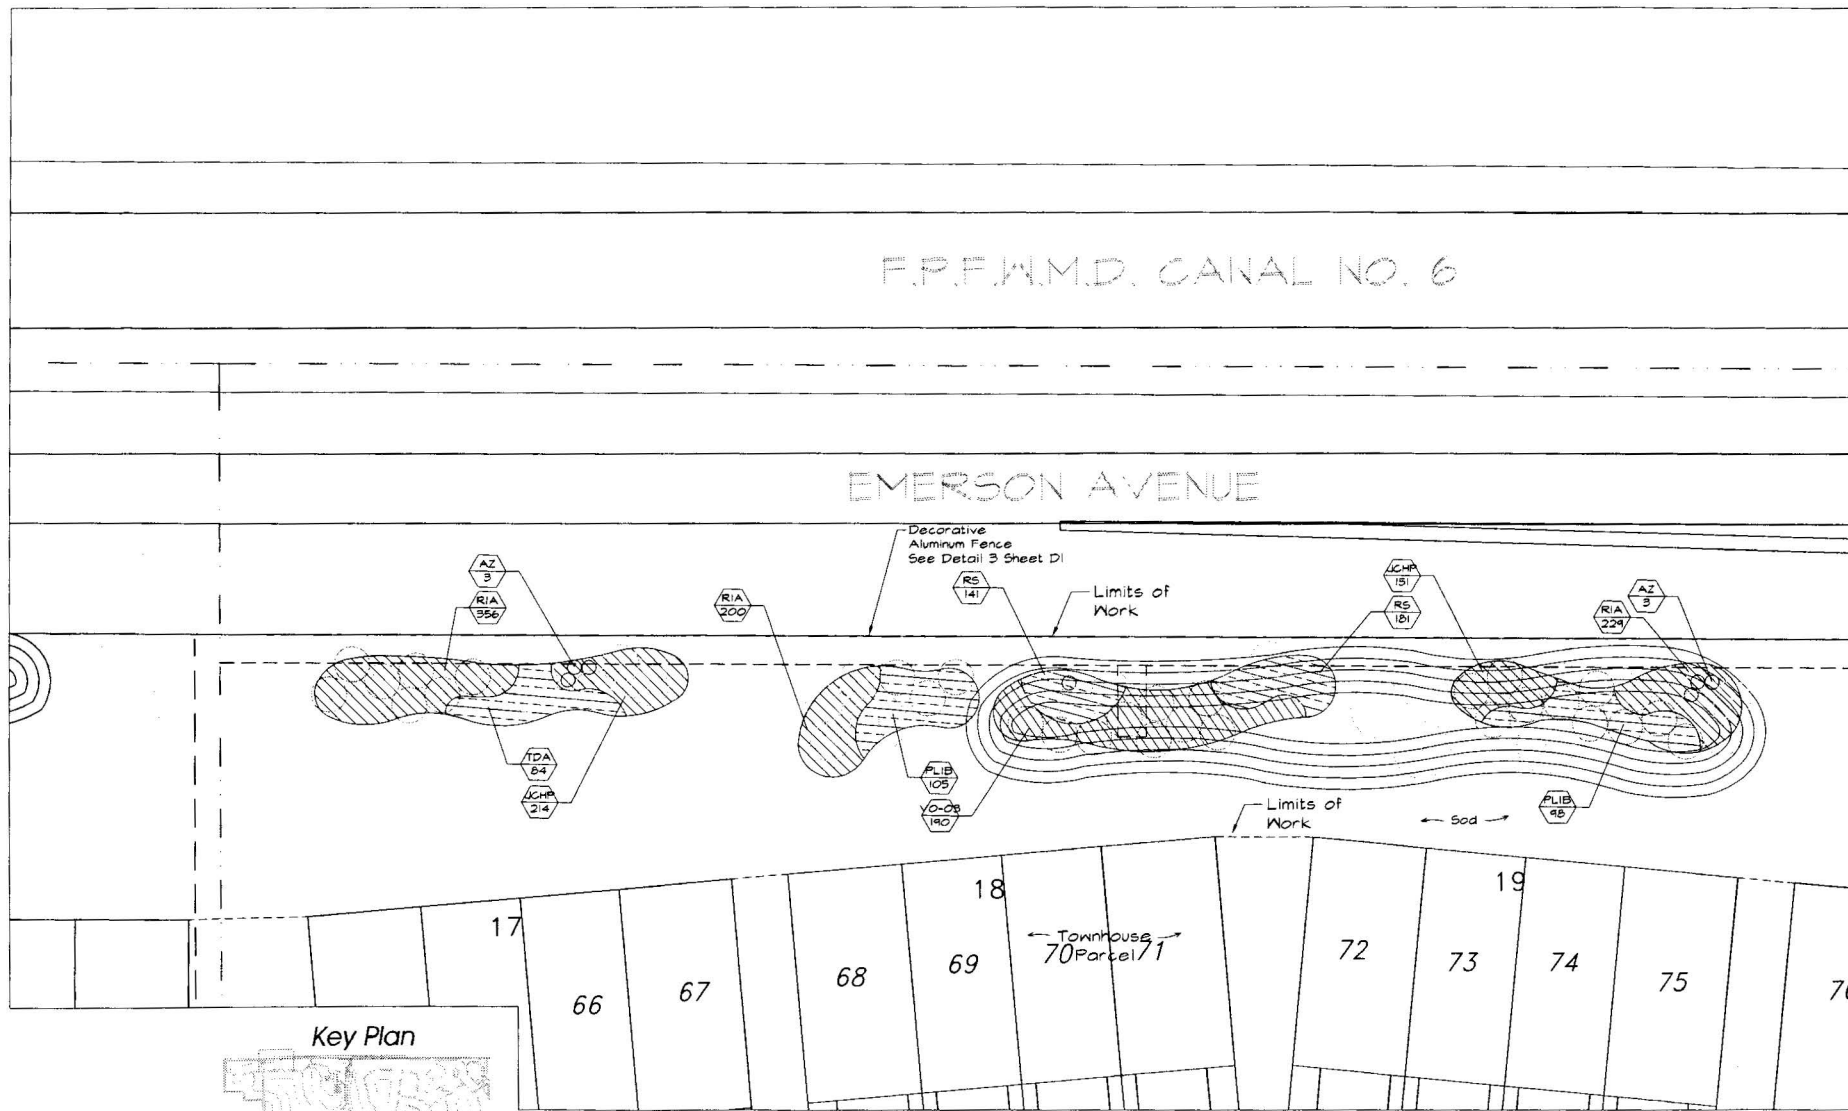 F.P.F.W.M.D. CANAL NO. 6
EMERSON AVENUE
Decorative
Aluminum Fence
See Detail 3 Sheet D1
AZ
3
RIA
356
RIA
200
RS
141
Limits of
Work
JCHP
151
RS
181
AZ
3
RIA
229
TDA
84
JCHP
214
PLIB
105
VO-OB
190
Limits of
Work
← Sod →
PLIB
98
17
18
19
66
67
68
69
← Townhouse →
70 Parcel 71
72
73
74
75
Key Plan